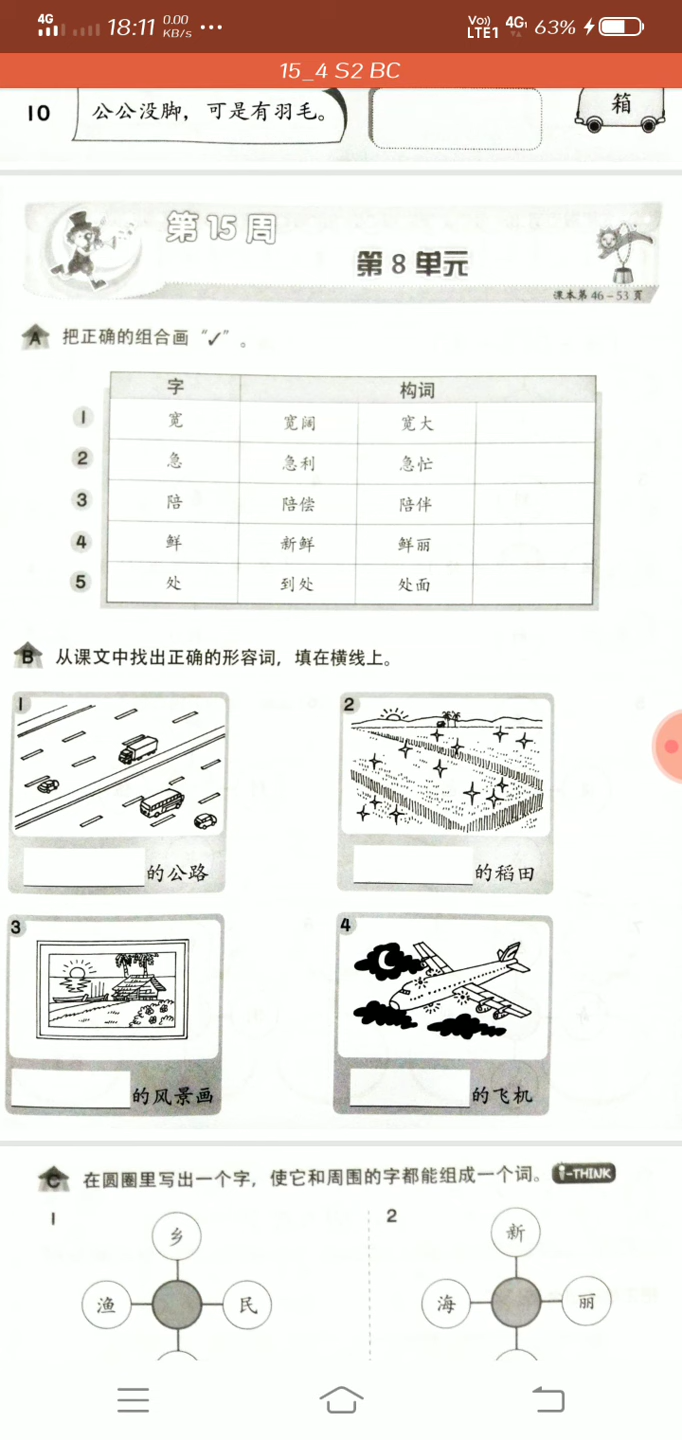 4G 18:11 0.00 KB/s ... Vo)) LTE1 4G 63%
15_4 S2 BC
10 公公没脚，可是有羽毛。 箱
第15周
第8单元
课本第46-53页
A 把正确的组合画“✓”。
字 构词
1 宽 宽阔 宽大
2 急 急利 急忙
3 陪 陪偿 陪伴
4 鲜 新鲜 鲜丽
5 处 到处 处面
B 从课文中找出正确的形容词，填在横线上。
1 2
的公路 的稻田
3 4
的风景画 的飞机
C 在圆圈里写出一个字，使它和周围的字都能组成一个词。 i-THINK
1 2
乡 新
渔 民 海 丽